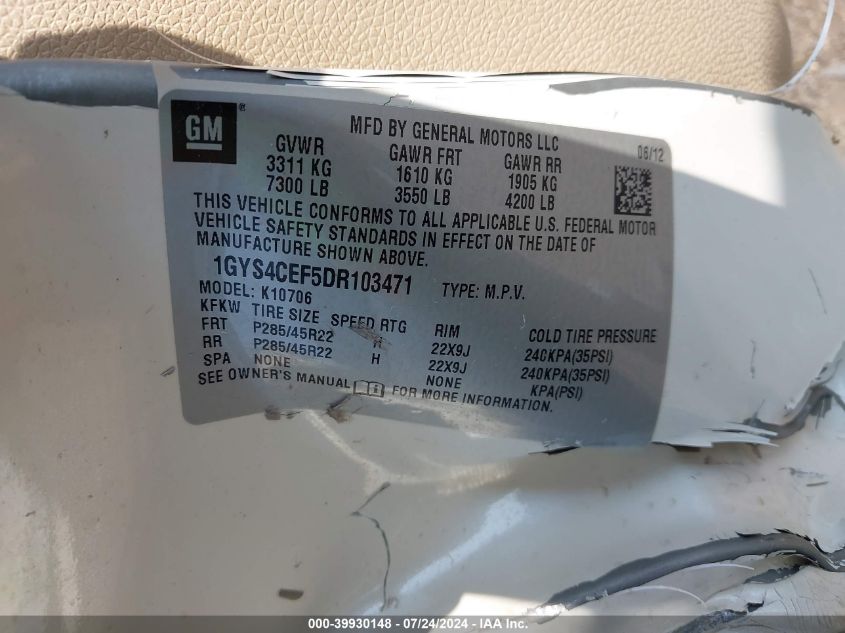 GM ®
MFD BY GENERAL MOTORS LLC
06/12
GVWR GAWR FRT GAWR RR
3311 KG 1610 KG 1905 KG
7300 LB 3550 LB 4200 LB
THIS VEHICLE CONFORMS TO ALL APPLICABLE U.S. FEDERAL MOTOR
VEHICLE SAFETY STANDARDS IN EFFECT ON THE DATE OF
MANUFACTURE SHOWN ABOVE.
1GYS4CEF5DR103471 TYPE: M.P.V.
MODEL: K10706
KFKW TIRE SIZE SPEED RTG RIM COLD TIRE PRESSURE
FRT P285/45R22 H 22X9J 240KPA(35PSI)
RR P285/45R22 H 22X9J 240KPA(35PSI)
SPA NONE NONE KPA(PSI)
SEE OWNER'S MANUAL FOR MORE INFORMATION.
000-39930148 - 07/24/2024 - IAA Inc.